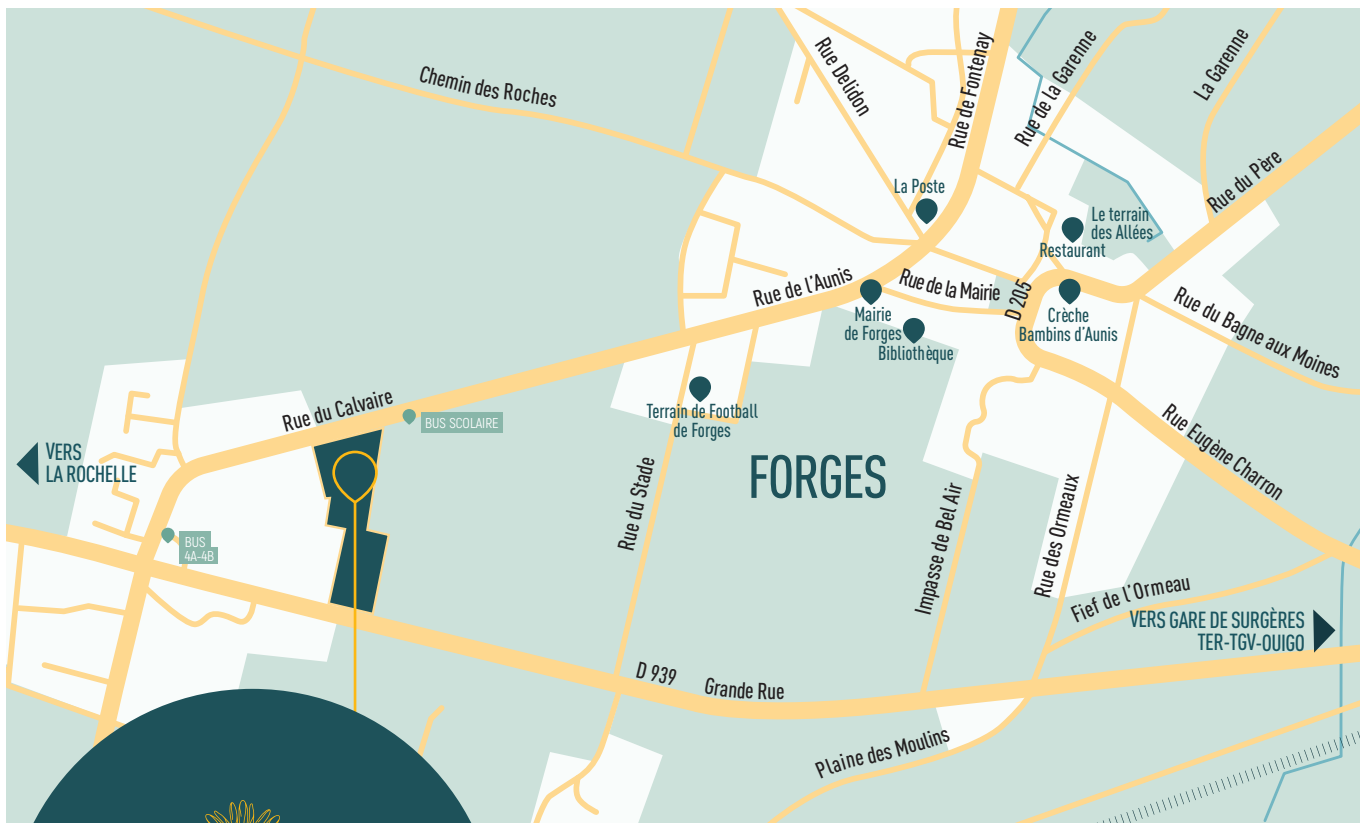 Chemin des Roches
Rue Delidon
Rue de Fontenay
Rue de la Garenne
La Garenne
Rue du Père
La Poste
Le terrain
des Allées
Restaurant
Rue de l'Aunis
Rue de la Mairie
D 205
Mairie
de Forges
Bibliothèque
Crèche
Bambins d'Aunis
Rue du Bagne aux Moines
Rue du Calvaire
BUS SCOLAIRE
Terrain de Football
de Forges
VERS
LA ROCHELLE
FORGES
Rue Eugène Charron
BUS
4A-4B
Rue du Stade
Impasse de Bel Air
Rue des Ormeaux
Fief de l'Ormeau
VERS GARE DE SURGÈRES
TER-TGV-OUIGO
D 939
Grande Rue
Plaine des Moulins